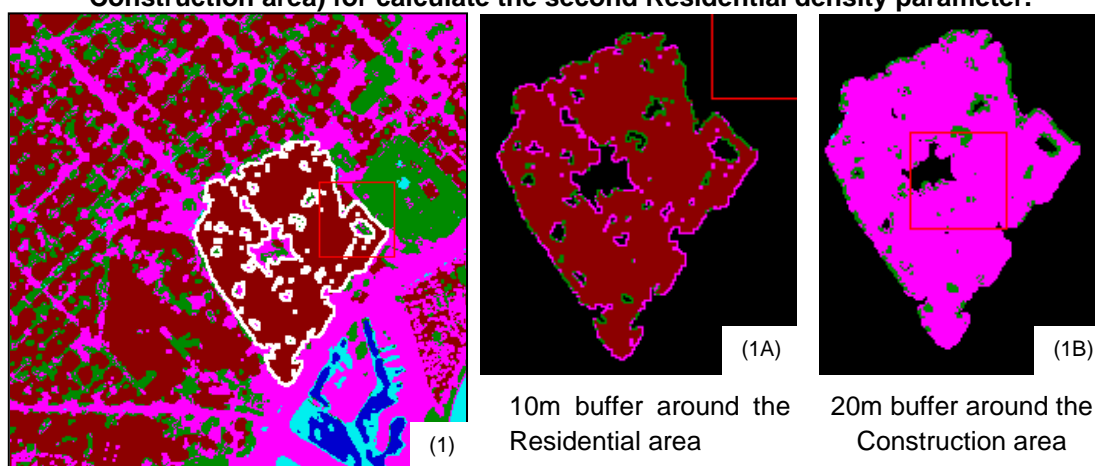 Construction area) for calculate the second Residential density parameter.
(1)
(1A)
(1B)
10m buffer around the
Residential area
20m buffer around the
Construction area